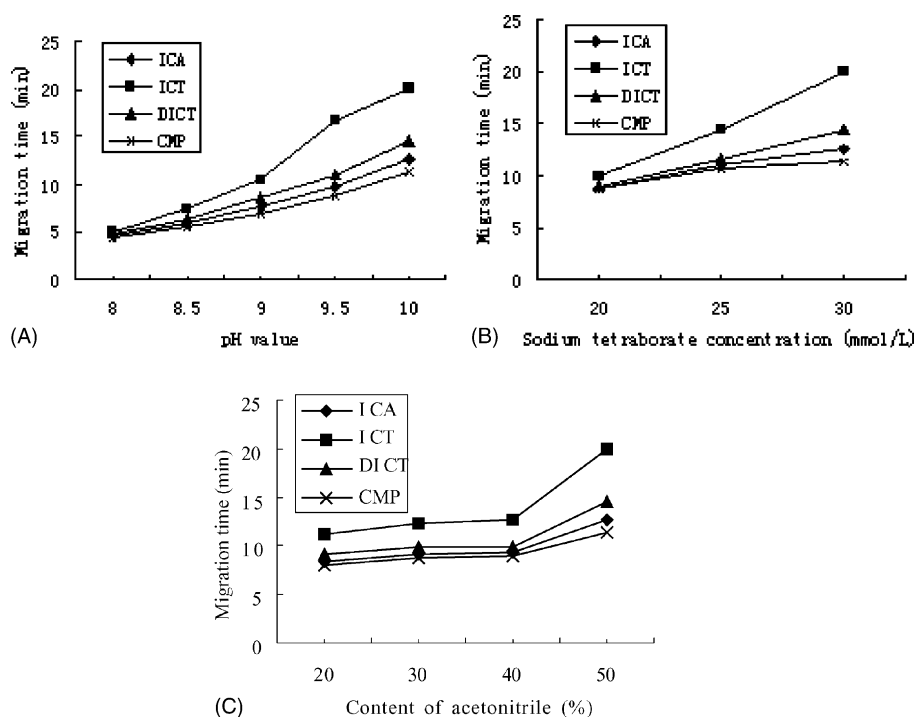 25
20
15
10
5
0
Migration time (min)
ICA
ICT
DICT
CMP
8 8.5 9 9.5 10
(A) pH value
25
20
15
10
5
0
Migration time (min)
ICA
ICT
DICT
CMP
20 25 30
(B) Sodium tetraborate concentration (mmol/L)
25
20
15
10
5
0
Migration time (min)
I CA
I CT
DI CT
CMP
20 30 40 50
(C) Content of acetonitrile (%)